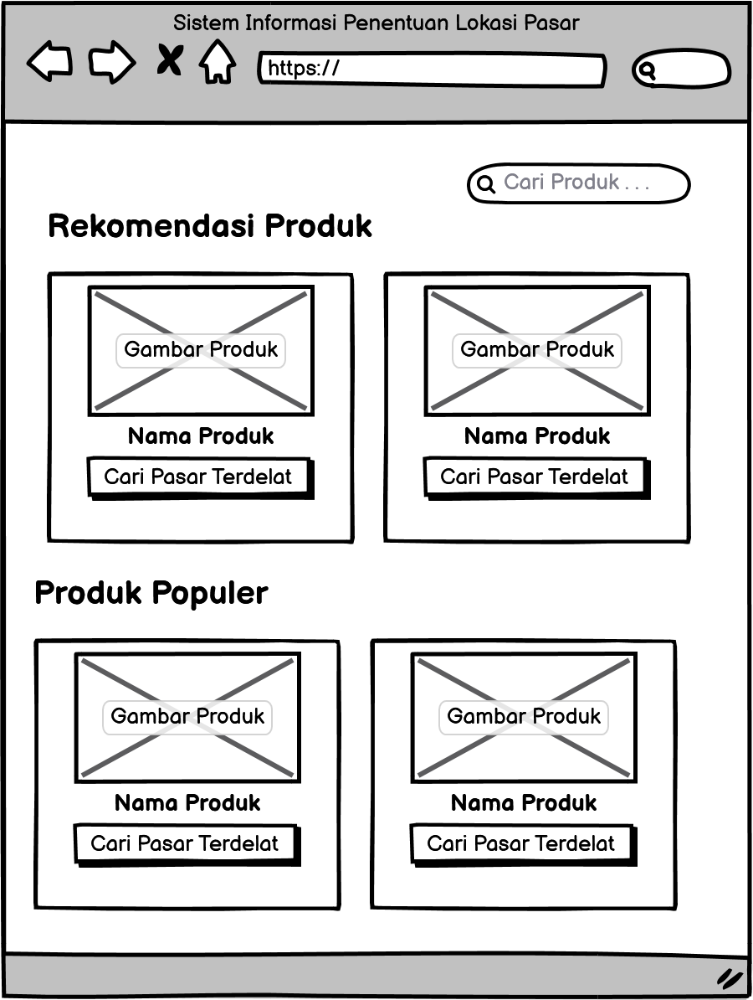 Sistem Informasi Penentuan Lokasi Pasar
https://
Cari Produk . . .
Rekomendasi Produk
Gambar Produk
Gambar Produk
Nama Produk
Nama Produk
Cari Pasar Terdelat
Cari Pasar Terdelat
Produk Populer
Gambar Produk
Gambar Produk
Nama Produk
Nama Produk
Cari Pasar Terdelat
Cari Pasar Terdelat